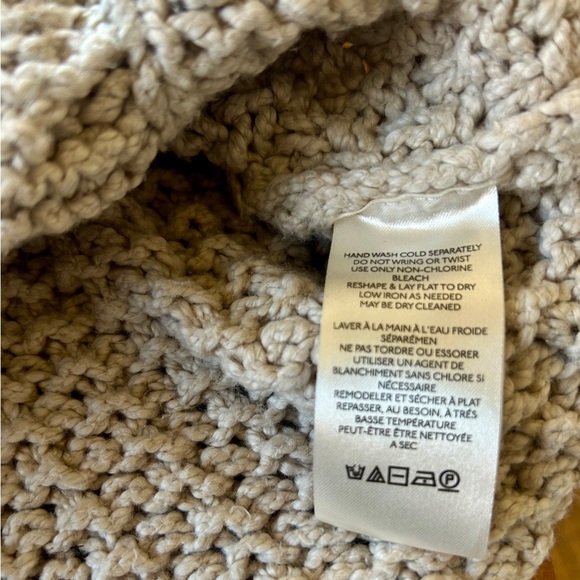 HAND WASH COLD SEPARATELY
DO NOT WRING OR TWIST
USE ONLY NON-CHLORINE
BLEACH
RESHAPE & LAY FLAT TO DRY
LOW IRON AS NEEDED
MAY BE DRY CLEANED
LAVER À LA MAIN À L'EAU FROIDE
SÉPARÉMEN
NE PAS TORDRE OU ESSORER
UTILISER UN AGENT DE
BLANCHIMENT SANS CHLORE SI
NÉCESSAIRE
REMODELER ET SÉCHER À PLAT
REPASSER, AU BESOIN, À TRÉS
BASSE TEMPÉRATURE
PEUT-ÊTRE ÊTRE NETTOYÉE
A SEC
P